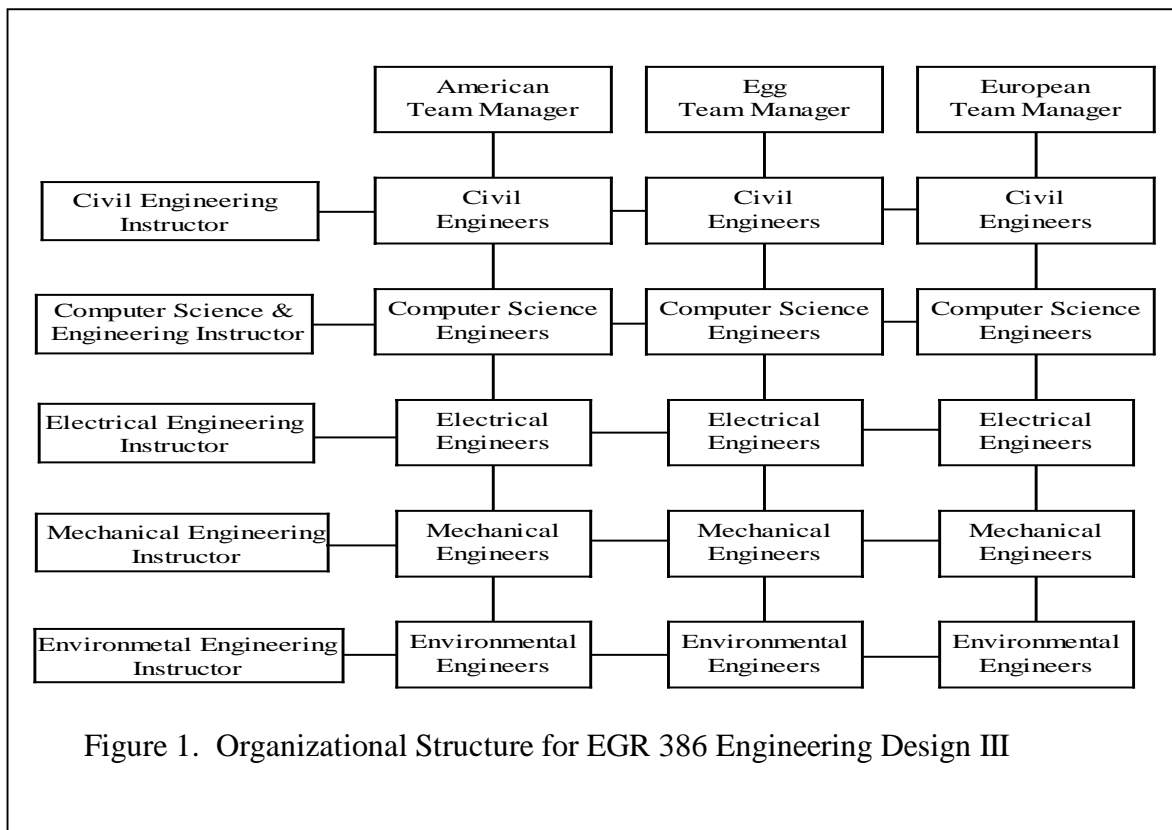 American
Team Manager
Egg
Team Manager
European
Team Manager
Civil Engineering
Instructor
Civil
Engineers
Civil
Engineers
Civil
Engineers
Computer Science &
Engineering Instructor
Computer Science
Engineers
Computer Science
Engineers
Computer Science
Engineers
Electrical Engineering
Instructor
Electrical
Engineers
Electrical
Engineers
Electrical
Engineers
Mechanical Engineering
Instructor
Mechanical
Engineers
Mechanical
Engineers
Mechanical
Engineers
Environmetal Engineering
Instructor
Environmental
Engineers
Environmental
Engineers
Environmental
Engineers
Figure 1. Organizational Structure for EGR 386 Engineering Design III